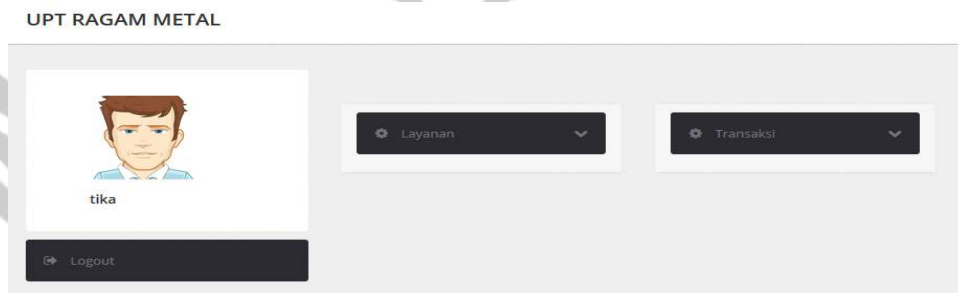 UPT RAGAM METAL
Layanan
Transaksi
tika
Logout